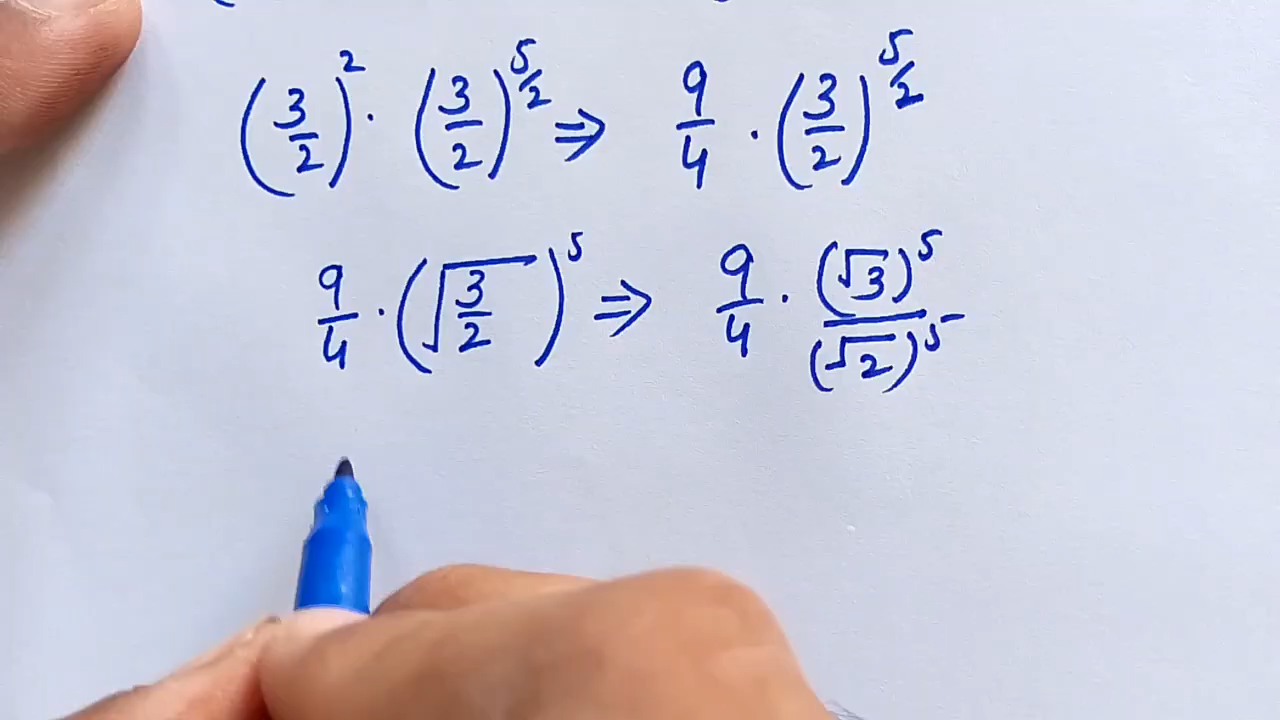 (3/2)^2 · (3/2)^{5/2} ⇒ 9/4 · (3/2)^{5/2}
9/4 · (√(3/2))^5 ⇒ 9/4 · (√3)^5/(√2)^5